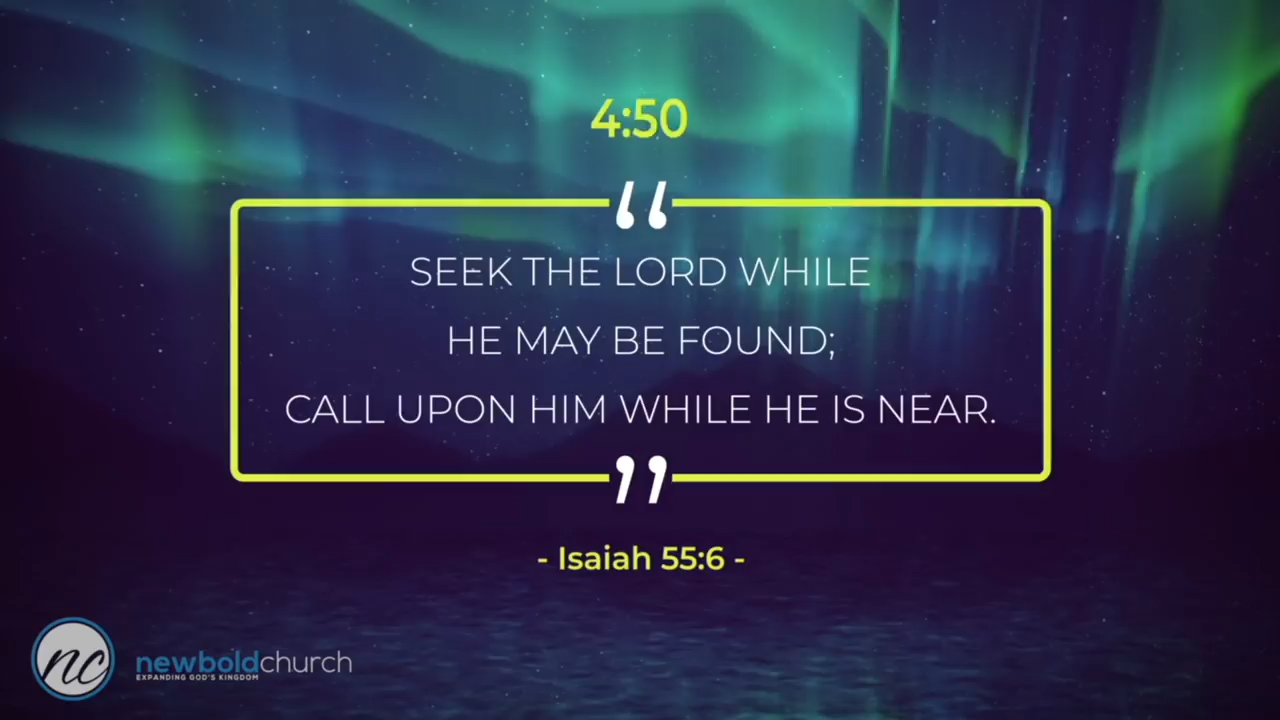 4:50
“
SEEK THE LORD WHILE
HE MAY BE FOUND;
CALL UPON HIM WHILE HE IS NEAR.
”
- Isaiah 55:6 -
nc
newboldchurch
EXPANDING GOD'S KINGDOM